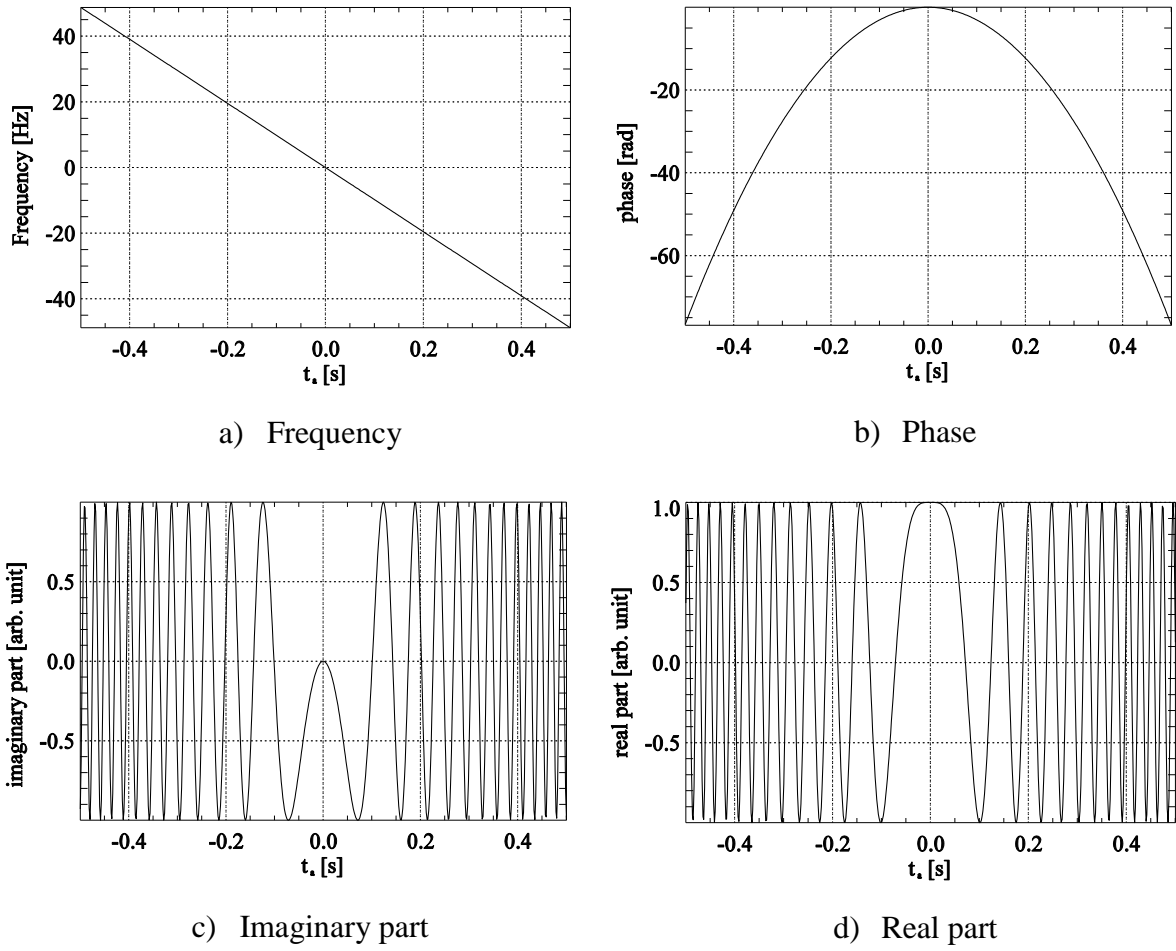 40
20
0
-20
-40
Frequency [Hz]
-0.4 -0.2 0.0 0.2 0.4
t_a [s]
a) Frequency
-20
-40
-60
phase [rad]
-0.4 -0.2 0.0 0.2 0.4
t_a [s]
b) Phase
0.5
0.0
-0.5
imaginary part [arb. unit]
-0.4 -0.2 0.0 0.2 0.4
t_a [s]
c) Imaginary part
1.0
0.5
0.0
-0.5
real part [arb. unit]
-0.4 -0.2 0.0 0.2 0.4
t_a [s]
d) Real part